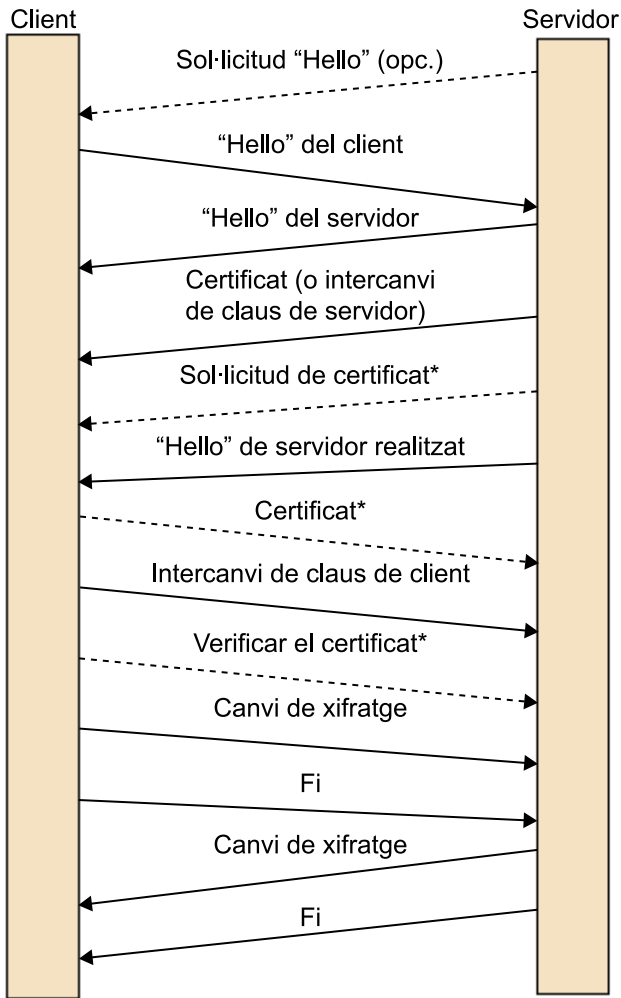 Client
Servidor
Sol·licitud “Hello” (opc.)
“Hello” del client
“Hello” del servidor
Certificat (o intercanvi
de claus de servidor)
Sol·licitud de certificat*
“Hello” de servidor realitzat
Certificat*
Intercanvi de claus de client
Verificar el certificat*
Canvi de xifratge
Fi
Canvi de xifratge
Fi